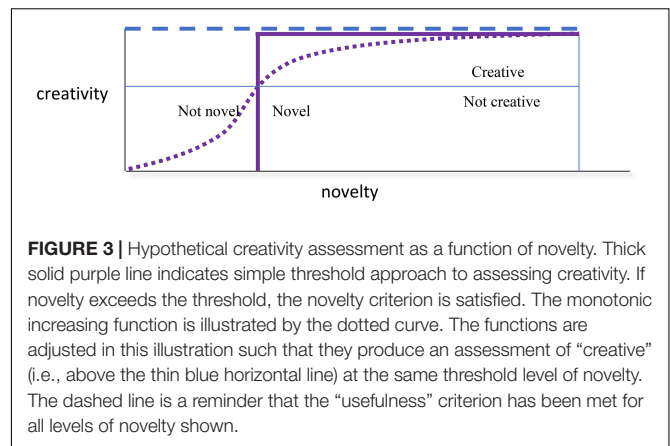 creativity
Creative
Not creative
Not novel
Novel
novelty
FIGURE 3 | Hypothetical creativity assessment as a function of novelty. Thick
solid purple line indicates simple threshold approach to assessing creativity. If
novelty exceeds the threshold, the novelty criterion is satisfied. The monotonic
increasing function is illustrated by the dotted curve. The functions are
adjusted in this illustration such that they produce an assessment of “creative”
(i.e., above the thin blue horizontal line) at the same threshold level of novelty.
The dashed line is a reminder that the “usefulness” criterion has been met for
all levels of novelty shown.